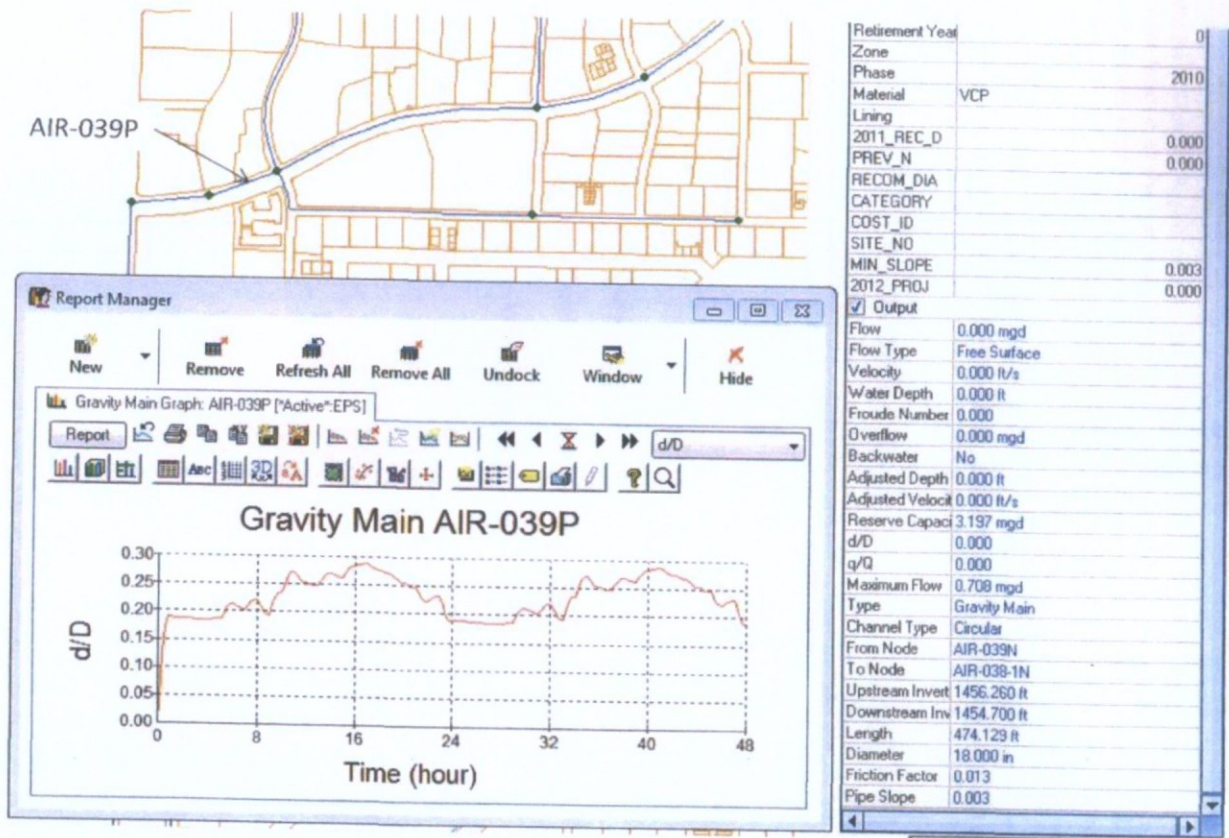 AIR-039P
Report Manager
New
Remove
Refresh All
Remove All
Undock
Window
Hide
Gravity Main Graph: AIR-039P [*Active*:EPS]
Report
d/D
ABC
3D
Gravity Main AIR-039P
d/D
0.30
0.25
0.20
0.15
0.10
0.05
0.00
0 8 16 24 32 40 48
Time (hour)
Retirement Year 0
Zone
Phase 2010
Material VCP
Lining
2011_REC_D 0.000
PREV_N 0.000
RECOM_DIA
CATEGORY
COST_ID
SITE_NO
MIN_SLOPE 0.003
2012_PROJ 0.000
Output
Flow 0.000 mgd
Flow Type Free Surface
Velocity 0.000 ft/s
Water Depth 0.000 ft
Froude Number 0.000
Overflow 0.000 mgd
Backwater No
Adjusted Depth 0.000 ft
Adjusted Velocit 0.000 ft/s
Reserve Capaci 3.197 mgd
d/D 0.000
q/Q 0.000
Maximum Flow 0.708 mgd
Type Gravity Main
Channel Type Circular
From Node AIR-039N
To Node AIR-038-1N
Upstream Invert 1456.260 ft
Downstream Inv 1454.700 ft
Length 474.129 ft
Diameter 18.000 in
Friction Factor 0.013
Pipe Slope 0.003